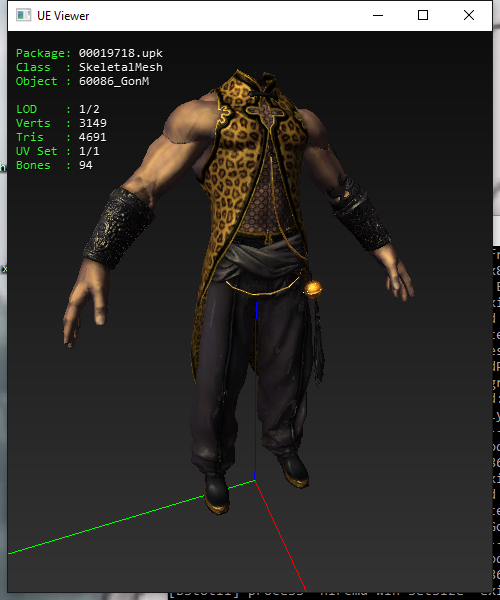 UE Viewer
Package: 00019718.upk
Class : SkeletalMesh
Object : 60086_GonM
LOD : 1/2
Verts : 3149
Tris : 4691
UV Set : 1/1
Bones : 94